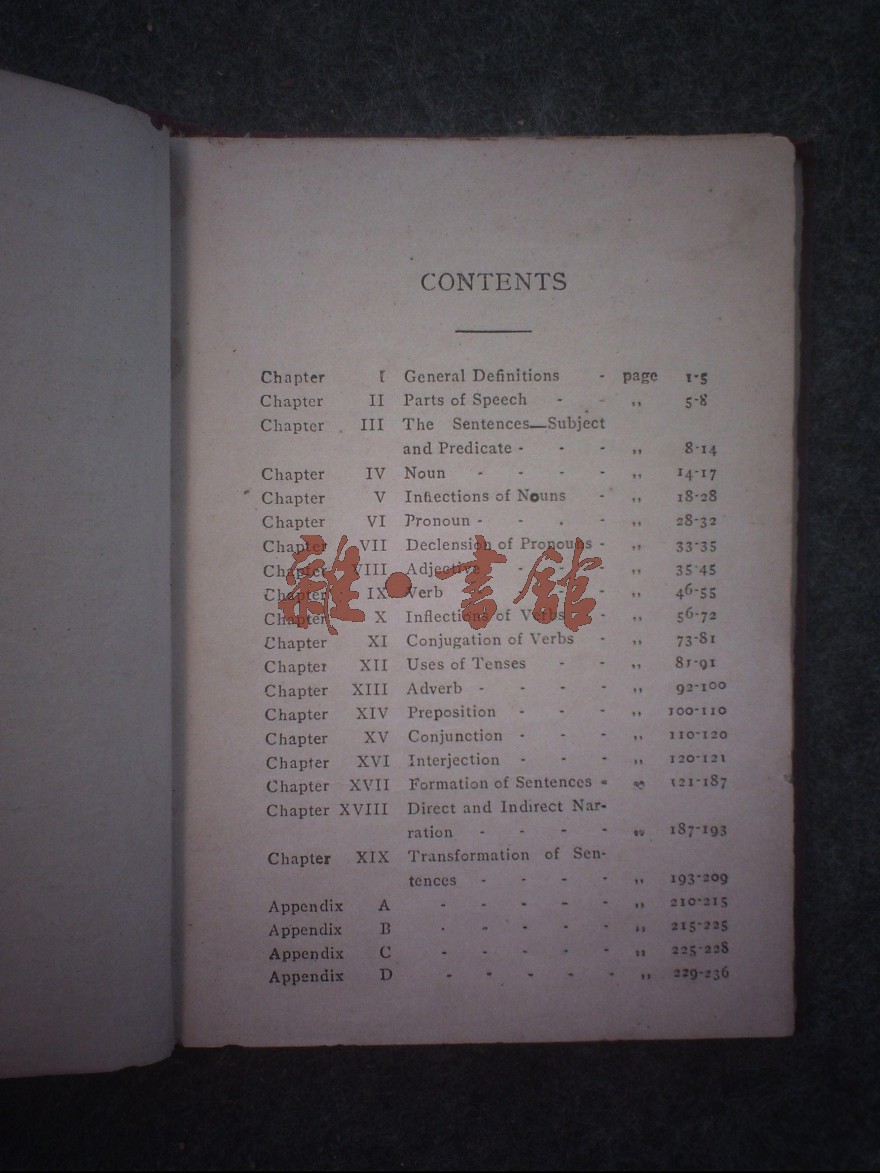 CONTENTS
Chapter I General Definitions - page 1-5
Chapter II Parts of Speech - - „ 5-8
Chapter III The Sentences—Subject
and Predicate - - - „ 8-14
Chapter IV Noun - - - - „ 14-17
Chapter V Inflections of Nouns - „ 18-28
Chapter VI Pronoun - - - - „ 28-32
Chapter VII Declension of Pronouns - „ 33-35
Chapter VIII Adjective - - - „ 35-45
Chapter IX Verb - - - - „ 46-55
Chapter X Inflections of Verbs - „ 56-72
Chapter XI Conjugation of Verbs - „ 73-81
Chapter XII Uses of Tenses - - „ 81-91
Chapter XIII Adverb - - - - „ 92-100
Chapter XIV Preposition - - - „ 100-110
Chapter XV Conjunction - - - „ 110-120
Chapter XVI Interjection - - - „ 120-121
Chapter XVII Formation of Sentences - „ 121-187
Chapter XVIII Direct and Indirect Nar-
ration - - - - „ 187-193
Chapter XIX Transformation of Sen-
tences - - - - „ 193-209
Appendix A - - - - - „ 210-215
Appendix B - - - - - „ 215-225
Appendix C - - - - - „ 225-228
Appendix D - - - - - „ 229-236
雜·書館